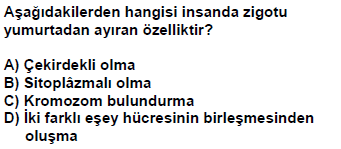 Aşağıdakilerden hangisi insanda zigotu
yumurtadan ayıran özelliktir?
A) Çekirdekli olma
B) Sitoplâzmalı olma
C) Kromozom bulundurma
D) İki farklı eşey hücresinin birleşmesinden
oluşma